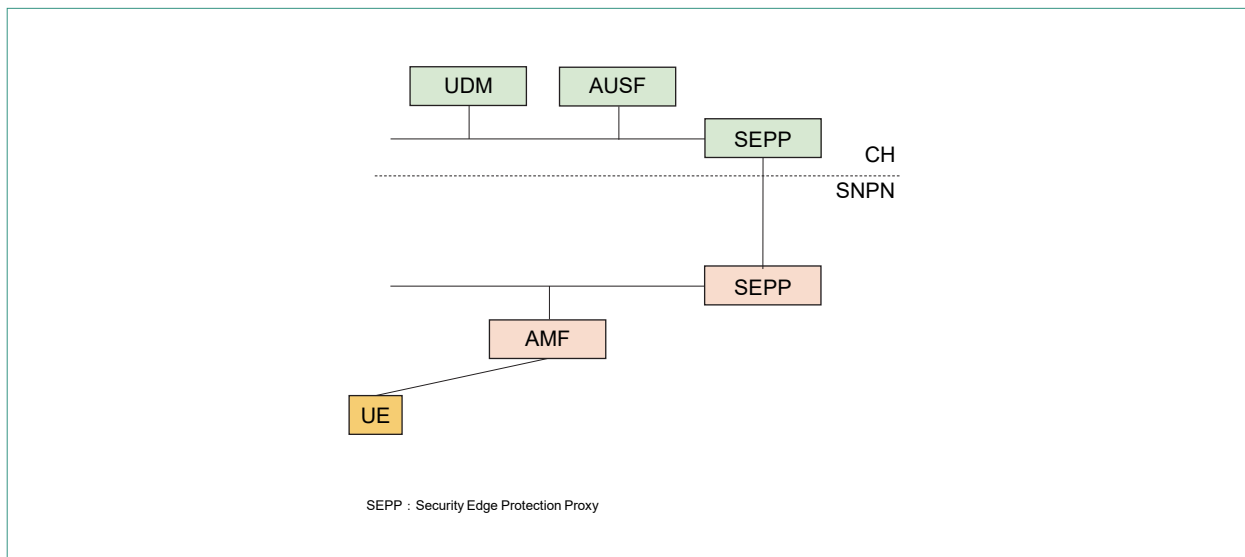 UDM
AUSF
SEPP
CH
SNPN
SEPP
AMF
UE
SEPP：Security Edge Protection Proxy